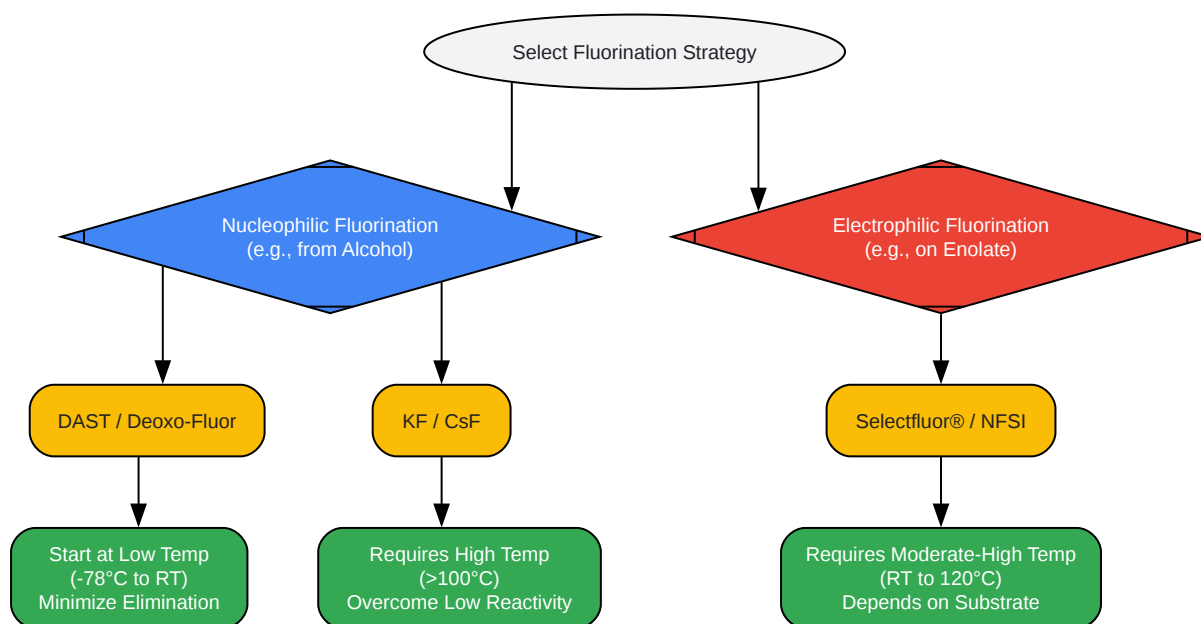 Select Fluorination Strategy
Nucleophilic Fluorination
(e.g., from Alcohol)
Electrophilic Fluorination
(e.g., on Enolate)
DAST / Deoxo-Fluor
KF / CsF
Selectfluor® / NFSI
Start at Low Temp
(-78°C to RT)
Minimize Elimination
Requires High Temp
(>100°C)
Overcome Low Reactivity
Requires Moderate-High Temp
(RT to 120°C)
Depends on Substrate